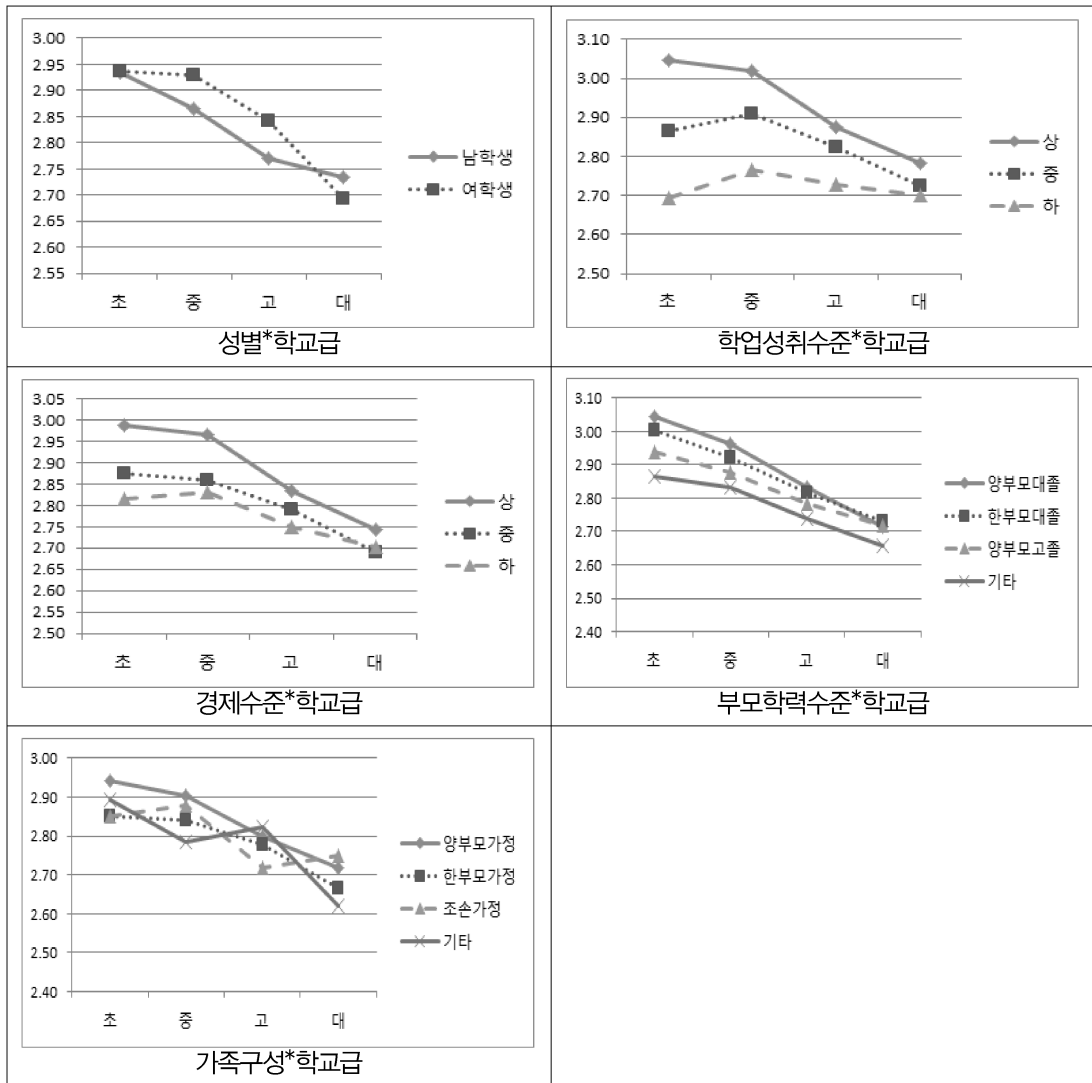 3.00
2.95
2.90
2.85
2.80
2.75
2.70
2.65
2.60
2.55
초 중 고 대
남학생
여학생
성별*학교급
3.10
3.00
2.90
2.80
2.70
2.60
2.50
초 중 고 대
상
중
하
학업성취수준*학교급
3.05
3.00
2.95
2.90
2.85
2.80
2.75
2.70
2.65
2.60
2.55
2.50
초 중 고 대
상
중
하
경제수준*학교급
3.10
3.00
2.90
2.80
2.70
2.60
2.50
2.40
초 중 고 대
양부모대졸
한부모대졸
양부모고졸
기타
부모학력수준*학교급
3.00
2.90
2.80
2.70
2.60
2.50
2.40
초 중 고 대
양부모가정
한부모가정
조손가정
기타
가족구성*학교급